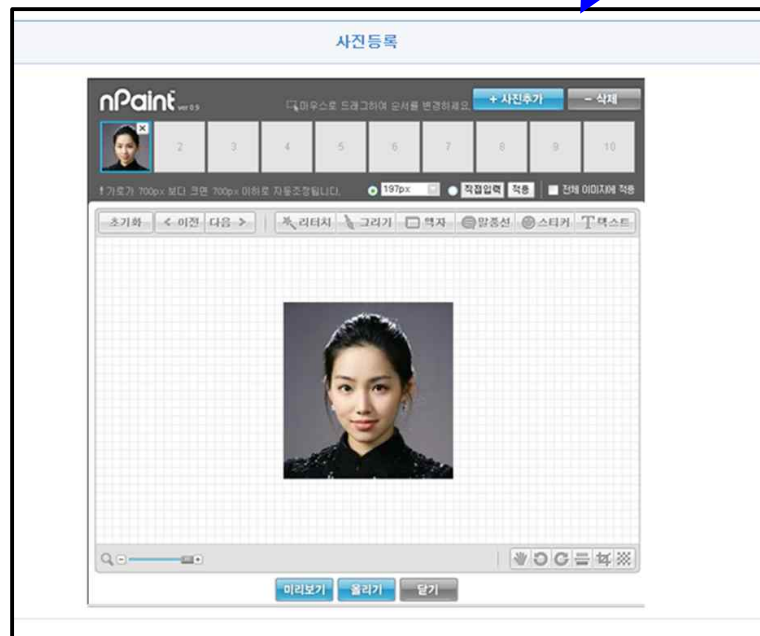 사진등록
nPaint ver 0.9
마우스로 드래그하여 순서를 변경하세요.
+ 사진추가
- 삭제
2 3 4 5 6 7 8 9 10
! 가로가 700px 보다 크면 700px 이하로 자동조정됩니다.
197px
직접입력 적용
전체 이미지에 적용
초기화 < 이전 다음 >
리터치 그리기 액자 말풍선 스티커 텍스트
미리보기 올리기 닫기